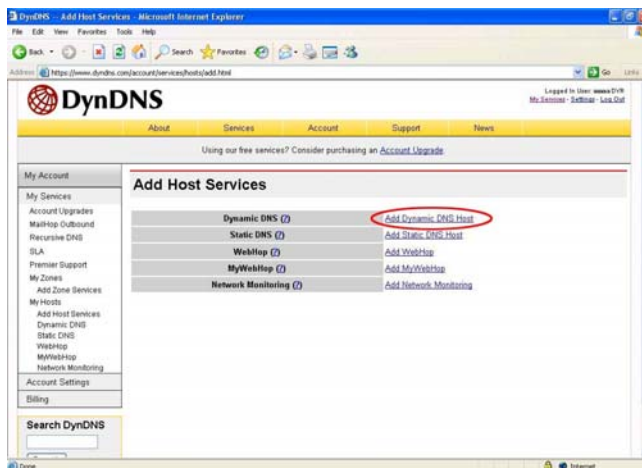 DynDNS -- Add Host Services - Microsoft Internet Explorer
File Edit View Favorites Tools Help
Back Search Favorites
Address https://www.dyndns.com/account/services/hosts/add.html Go Links
DynDNS
Logged In User: DVR
My Services - Settings - Log Out
About Services Account Support News
Using our free services? Consider purchasing an Account Upgrade.
My Account
My Services
Account Upgrades
MailHop Outbound
Recursive DNS
SLA
Premier Support
My Zones
Add Zone Services
My Hosts
Add Host Services
Dynamic DNS
Static DNS
WebHop
MyWebHop
Network Monitoring
Account Settings
Billing
Search DynDNS
Add Host Services
Dynamic DNS (?) Add Dynamic DNS Host
Static DNS (?) Add Static DNS Host
WebHop (?) Add WebHop
MyWebHop (?) Add MyWebHop
Network Monitoring (?) Add Network Monitoring
Done Internet